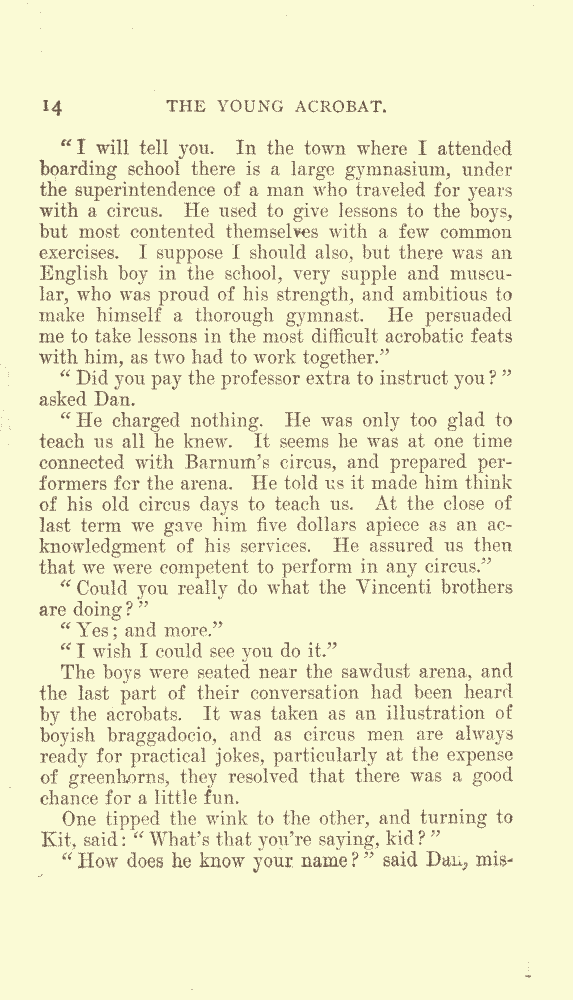 14 THE YOUNG ACROBAT.
“I will tell you. In the town where I attended
boarding school there is a large gymnasium, under
the superintendence of a man who traveled for years
with a circus. He used to give lessons to the boys,
but most contented themselves with a few common
exercises. I suppose I should also, but there was an
English boy in the school, very supple and muscu-
lar, who was proud of his strength, and ambitious to
make himself a thorough gymnast. He persuaded
me to take lessons in the most difficult acrobatic feats
with him, as two had to work together.”
“Did you pay the professor extra to instruct you?”
asked Dan.
“He charged nothing. He was only too glad to
teach us all he knew. It seems he was at one time
connected with Barnum's circus, and prepared per-
formers for the arena. He told us it made him think
of his old circus days to teach us. At the close of
last term we gave him five dollars apiece as an ac-
knowledgment of his services. He assured us then
that we were competent to perform in any circus.”
“Could you really do what the Vincenti brothers
are doing?”
“Yes; and more.”
“I wish I could see you do it.”
The boys were seated near the sawdust arena, and
the last part of their conversation had been heard
by the acrobats. It was taken as an illustration of
boyish braggadocio, and as circus men are always
ready for practical jokes, particularly at the expense
of greenhorns, they resolved that there was a good
chance for a little fun.
One tipped the wink to the other, and turning to
Kit, said: “What's that you're saying, kid?”
“How does he know your name?” said Dan, mis-